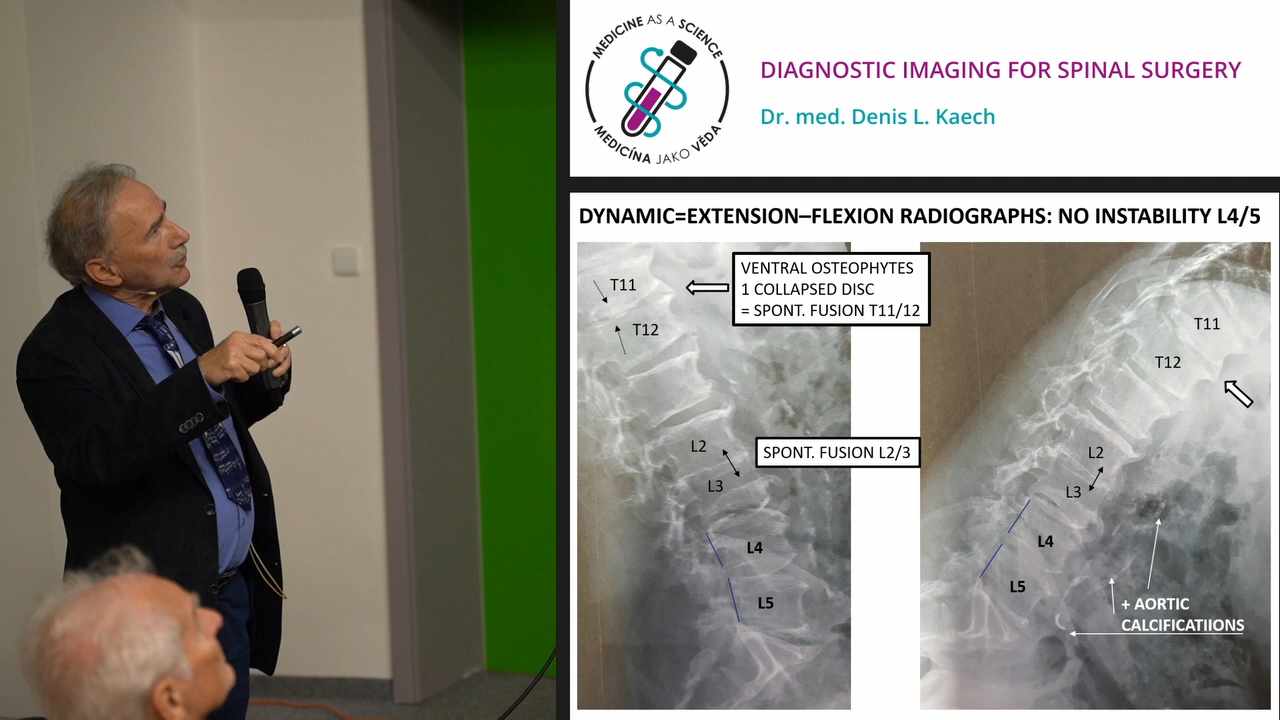 MEDICINE AS A SCIENCE
MEDICÍNA JAKO VĚDA
DIAGNOSTIC IMAGING FOR SPINAL SURGERY
Dr. med. Denis L. Kaech
DYNAMIC=EXTENSION–FLEXION RADIOGRAPHS: NO INSTABILITY L4/5
T11
T12
VENTRAL OSTEOPHYTES
1 COLLAPSED DISC
= SPONT. FUSION T11/12
L2
L3
SPONT. FUSION L2/3
L4
L5
T11
T12
L2
L3
L4
L5
+ AORTIC
CALCIFICATIIONS